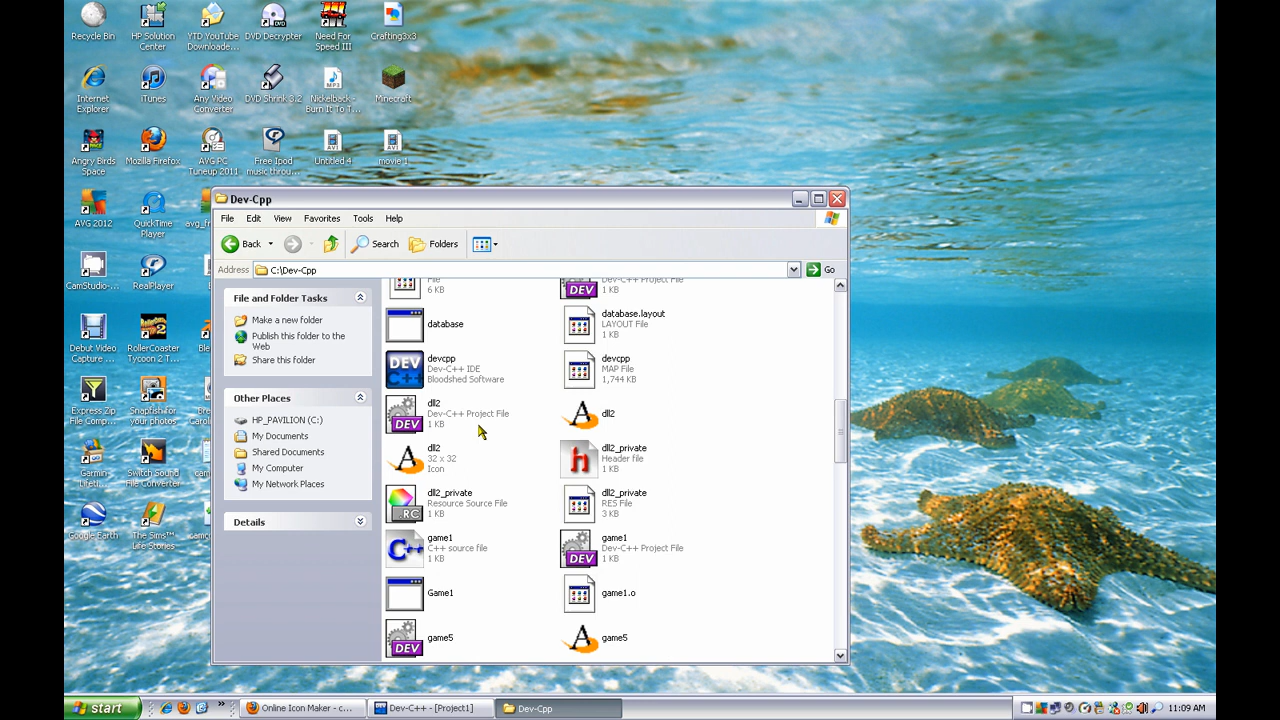 Recycle Bin
HP Solution
Center
YTD YouTube
Downloade...
DVD Decrypter
Need For
Speed III
Crafting3x3
Internet
Explorer
iTunes
Any Video
Converter
DVD Shrink 3.2
Nickelback -
Burn It To T...
Minecraft
Angry Birds
Space
Mozilla Firefox
AVG PC
Tuneup 2011
Free Ipod
music throu...
Untitled 4
movie 1
AVG 2012
QuickTime
Player
avg_fr
CamStudio-...
RealPlayer
Debut Video
Capture ...
RollerCoaster
Tycoon 2 T...
Express Zip
File Comp...
Snapfish for
your photos
Garmin
Lifeti...
Switch Sound
File Converter
Google Earth
The Sims™
Life Stories
Dev-Cpp
File Edit View Favorites Tools Help
Back Search Folders
Address C:\Dev-Cpp Go
File and Folder Tasks
Make a new folder
Publish this folder to the
Web
Share this folder
Other Places
HP_PAVILION (C:)
My Documents
Shared Documents
My Computer
My Network Places
Details
File
6 KB
Dev-C++ Project File
1 KB
database
database.layout
LAYOUT File
1 KB
DEV
C++
devcpp
Dev-C++ IDE
Bloodshed Software
devcpp
MAP File
1,744 KB
dll2
Dev-C++ Project File
1 KB
dll2
dll2
32 x 32
Icon
dll2_private
Header file
1 KB
dll2_private
Resource Source File
1 KB
dll2_private
RES File
3 KB
game1
C++ source file
1 KB
game1
Dev-C++ Project File
1 KB
Game1
game1.o
game5
game5
start
Online Icon Maker - c...
Dev-C++ - [Project1]
Dev-Cpp
11:09 AM